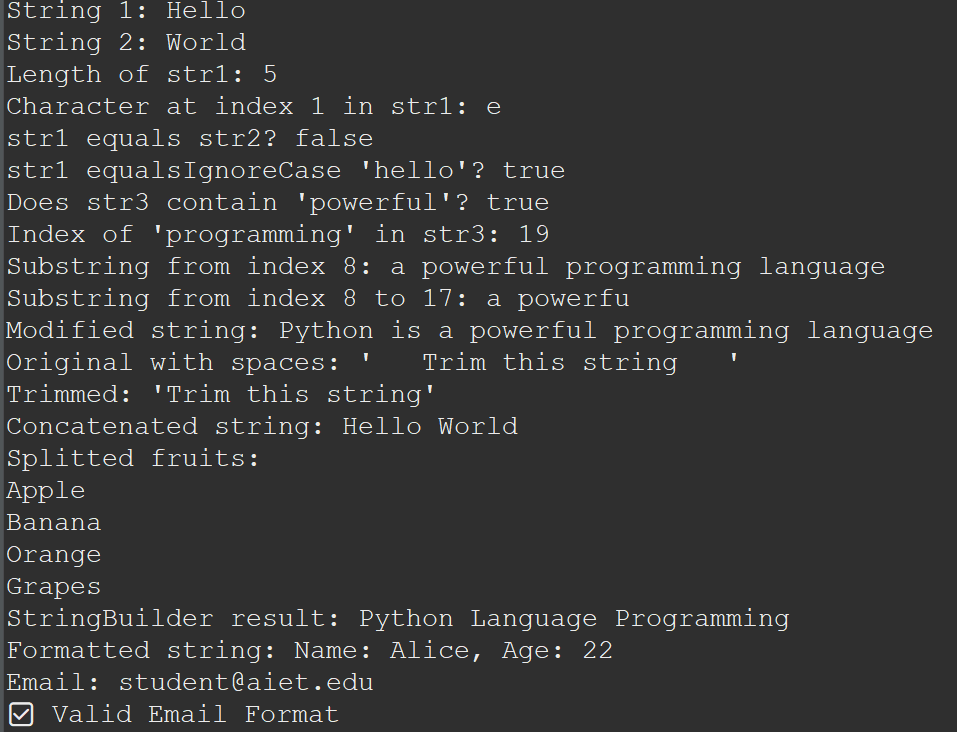 String 1: Hello
String 2: World
Length of str1: 5
Character at index 1 in str1: e
str1 equals str2? false
str1 equalsIgnoreCase 'hello'? true
Does str3 contain 'powerful'? true
Index of 'programming' in str3: 19
Substring from index 8: a powerful programming language
Substring from index 8 to 17: a powerfu
Modified string: Python is a powerful programming language
Original with spaces: '   Trim this string   '
Trimmed: 'Trim this string'
Concatenated string: Hello World
Splitted fruits:
Apple
Banana
Orange
Grapes
StringBuilder result: Python Language Programming
Formatted string: Name: Alice, Age: 22
Email: student@aiet.edu
☑ Valid Email Format